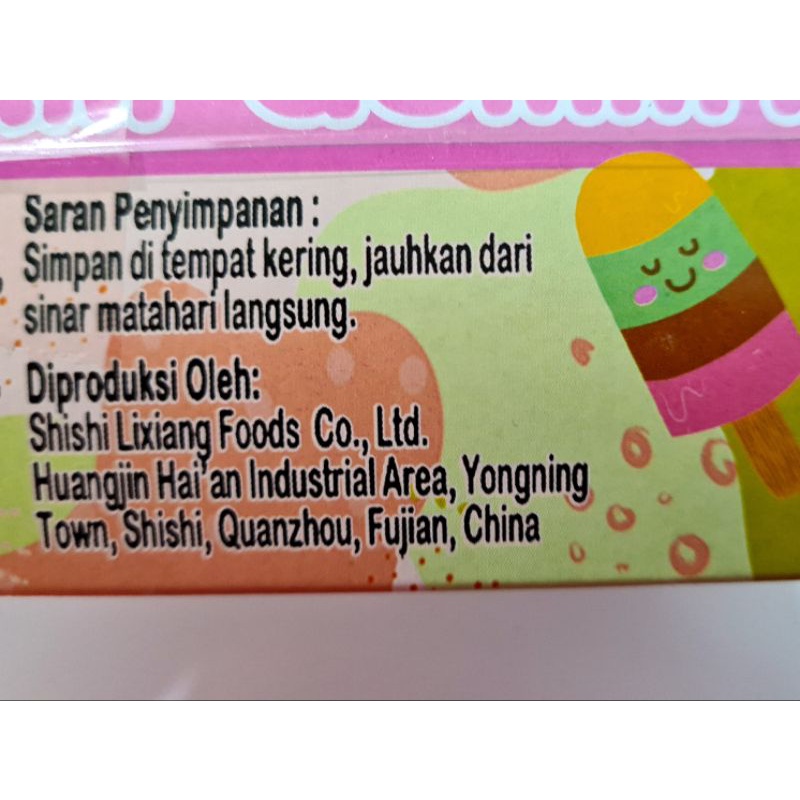 Saran Penyimpanan :
Simpan di tempat kering, jauhkan dari
sinar matahari langsung.
Diproduksi Oleh:
Shishi Lixiang Foods Co., Ltd.
Huangjin Hai'an Industrial Area, Yongning
Town, Shishi, Quanzhou, Fujian, China